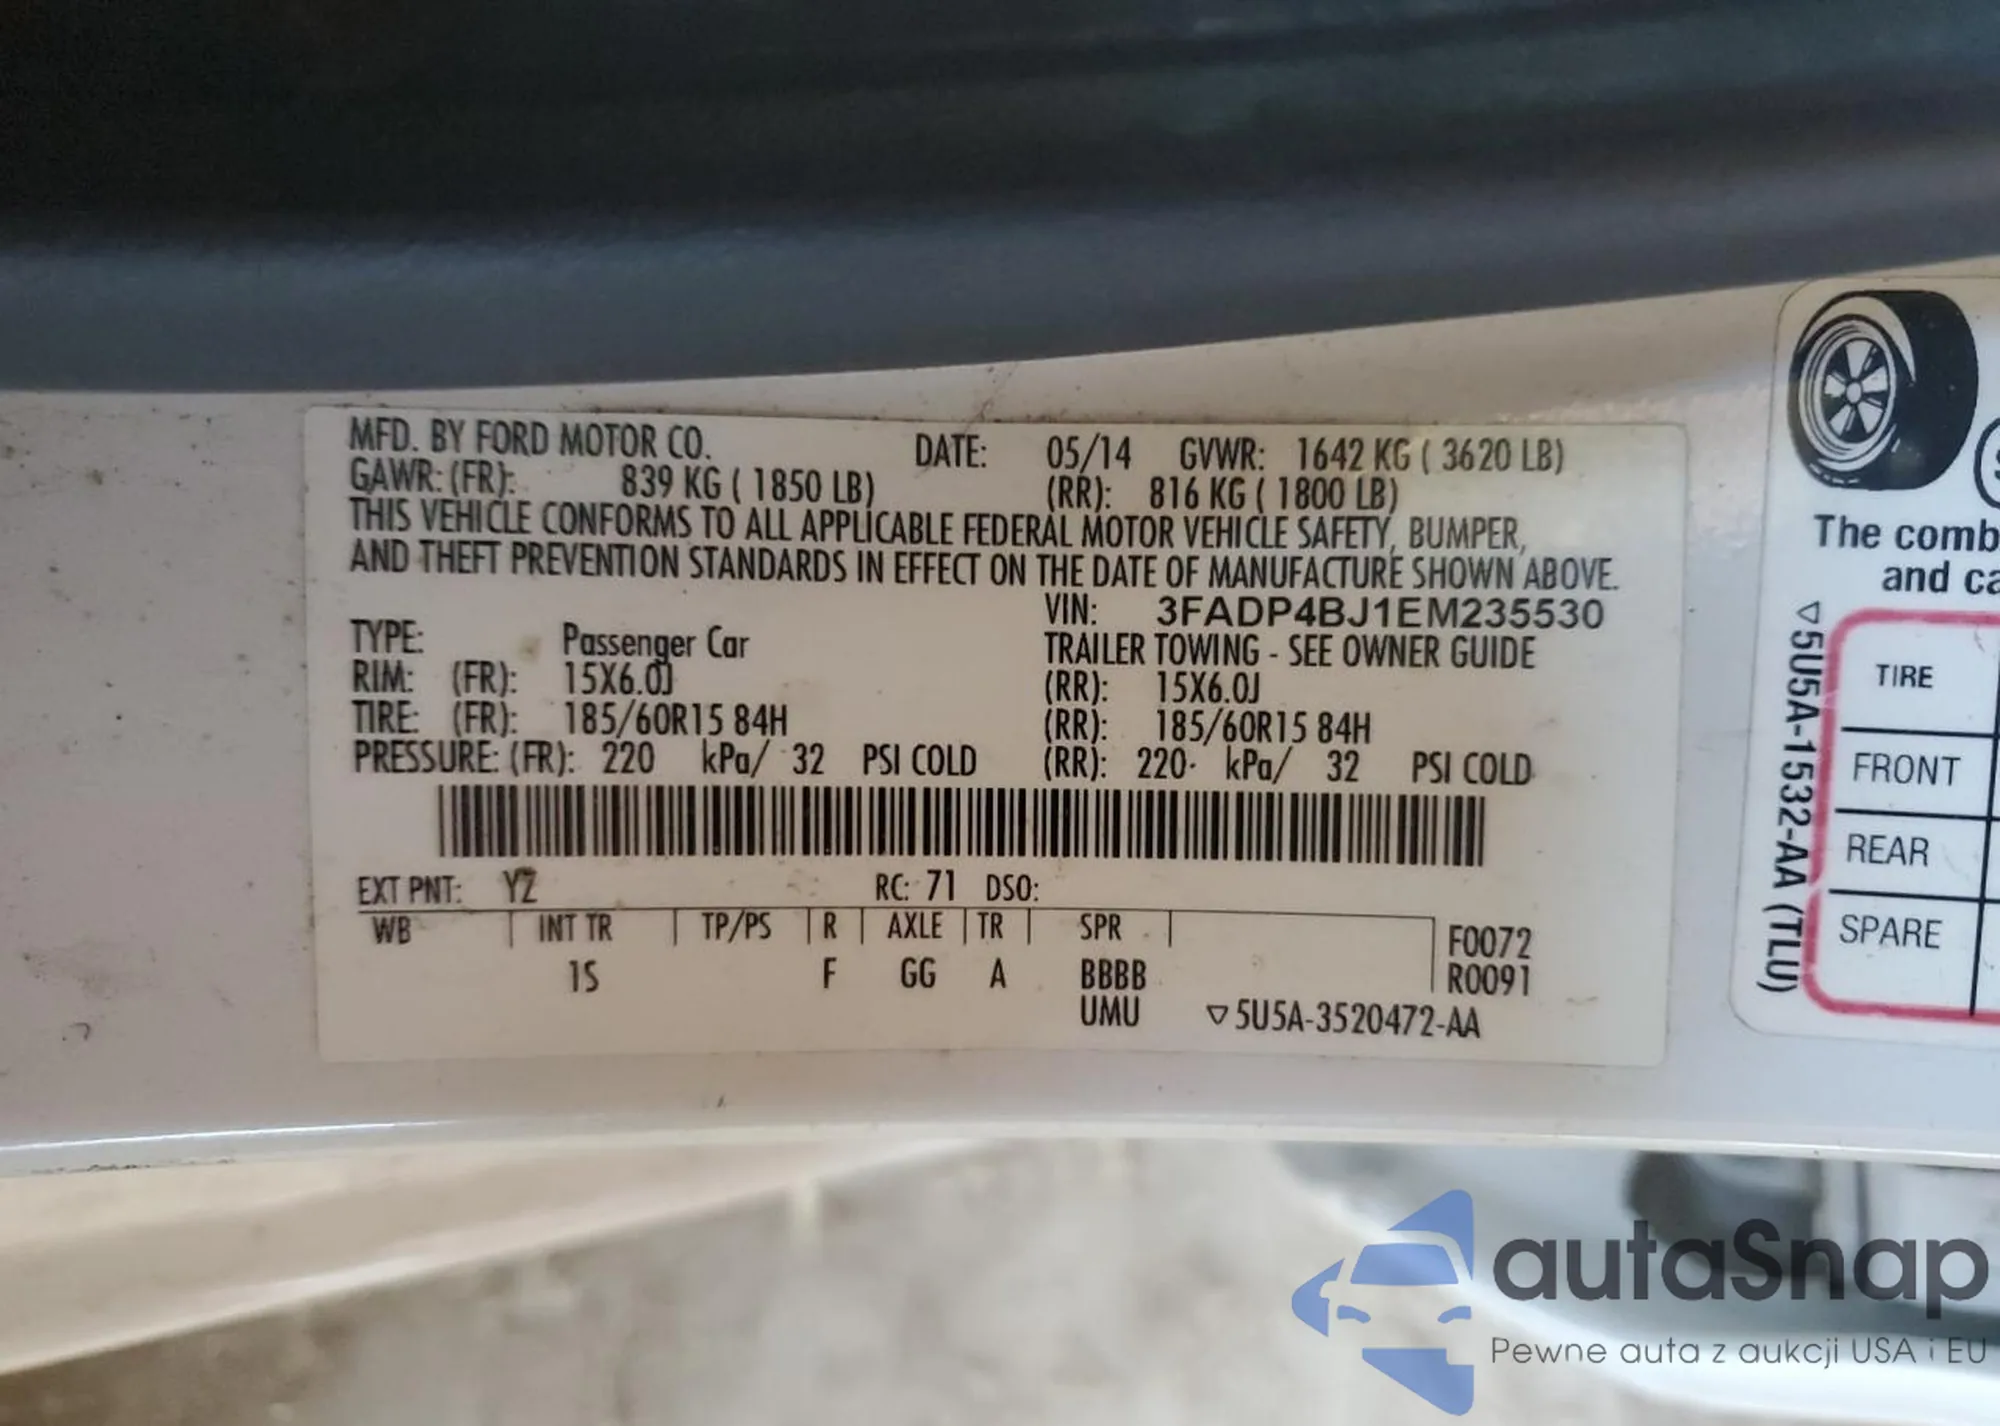 MFD. BY FORD MOTOR CO. DATE: 05/14 GVWR: 1642 KG ( 3620 LB)
GAWR: (FR): 839 KG ( 1850 LB) (RR): 816 KG ( 1800 LB)
THIS VEHICLE CONFORMS TO ALL APPLICABLE FEDERAL MOTOR VEHICLE SAFETY, BUMPER,
AND THEFT PREVENTION STANDARDS IN EFFECT ON THE DATE OF MANUFACTURE SHOWN ABOVE.
VIN: 3FADP4BJ1EM235530
TYPE: Passenger Car TRAILER TOWING - SEE OWNER GUIDE
RIM: (FR): 15X6.0J (RR): 15X6.0J
TIRE: (FR): 185/60R15 84H (RR): 185/60R15 84H
PRESSURE: (FR): 220 kPa/ 32 PSI COLD (RR): 220 kPa/ 32 PSI COLD
EXT PNT: YZ RC: 71 DSO:
WB INT TR TP/PS R AXLE TR SPR
F0072
1S F GG A BBBB R0091
UMU ▽5U5A-3520472-AA
The comb
and ca
▽5U5A-1532-AA (TLU)
TIRE
FRONT
REAR
SPARE
autaSnap
Pewne auta z aukcji USA i EU